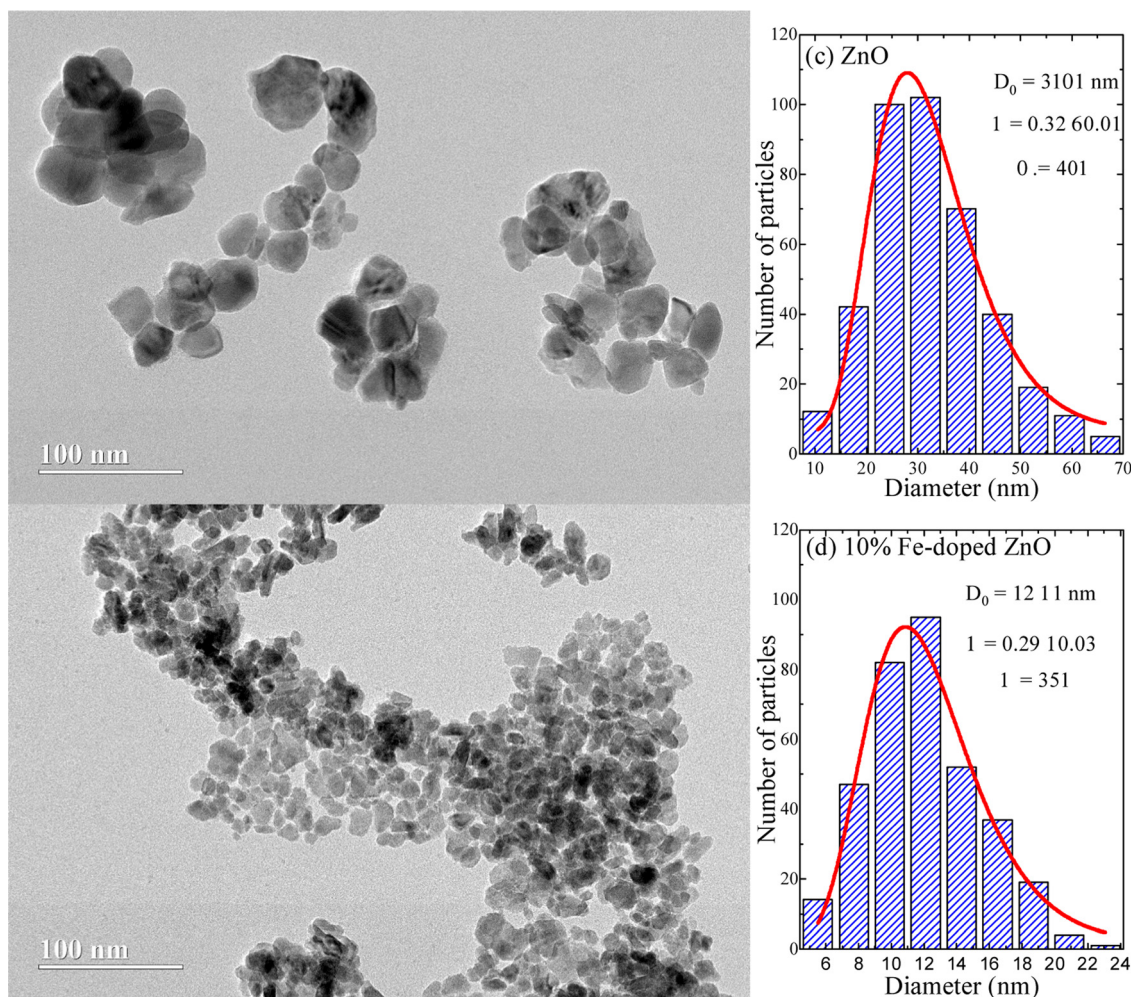 100 nm
100 nm
(c) ZnO
D₀ = 3101 nm
1 = 0.32 60.01
0 .= 401
120
100
80
60
40
20
0
Number of particles
10 20 30 40 50 60 70
Diameter (nm)
(d) 10% Fe-doped ZnO
D₀ = 12 11 nm
1 = 0.29 10.03
1 = 351
120
100
80
60
40
20
0
Number of particles
6 8 10 12 14 16 18 20 22 24
Diameter (nm)